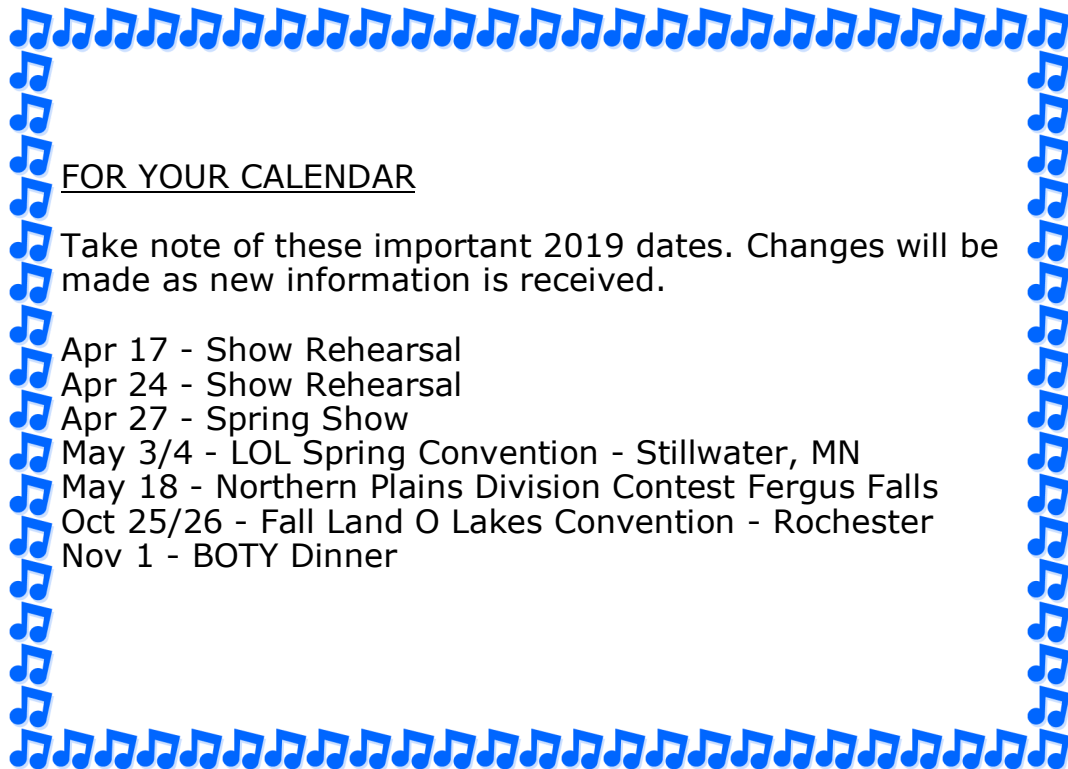 FOR YOUR CALENDAR
Take note of these important 2019 dates. Changes will be
made as new information is received.
Apr 17 - Show Rehearsal
Apr 24 - Show Rehearsal
Apr 27 - Spring Show
May 3/4 - LOL Spring Convention - Stillwater, MN
May 18 - Northern Plains Division Contest Fergus Falls
Oct 25/26 - Fall Land O Lakes Convention - Rochester
Nov 1 - BOTY Dinner